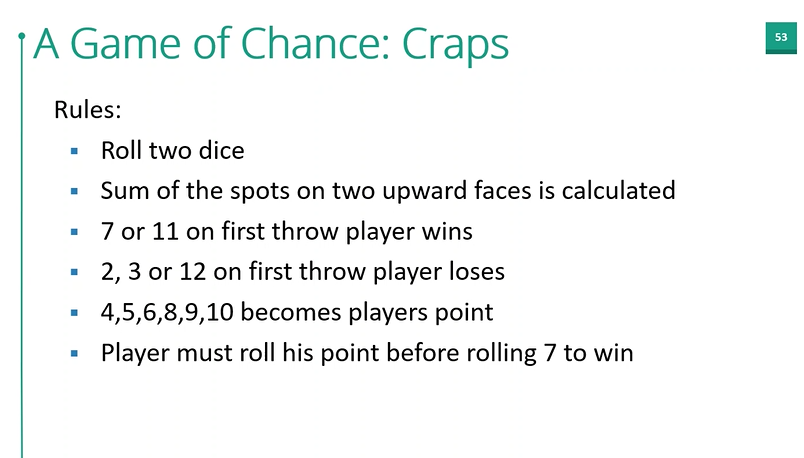 A Game of Chance: Craps
53
Rules:
▪ Roll two dice
▪ Sum of the spots on two upward faces is calculated
▪ 7 or 11 on first throw player wins
▪ 2, 3 or 12 on first throw player loses
▪ 4,5,6,8,9,10 becomes players point
▪ Player must roll his point before rolling 7 to win